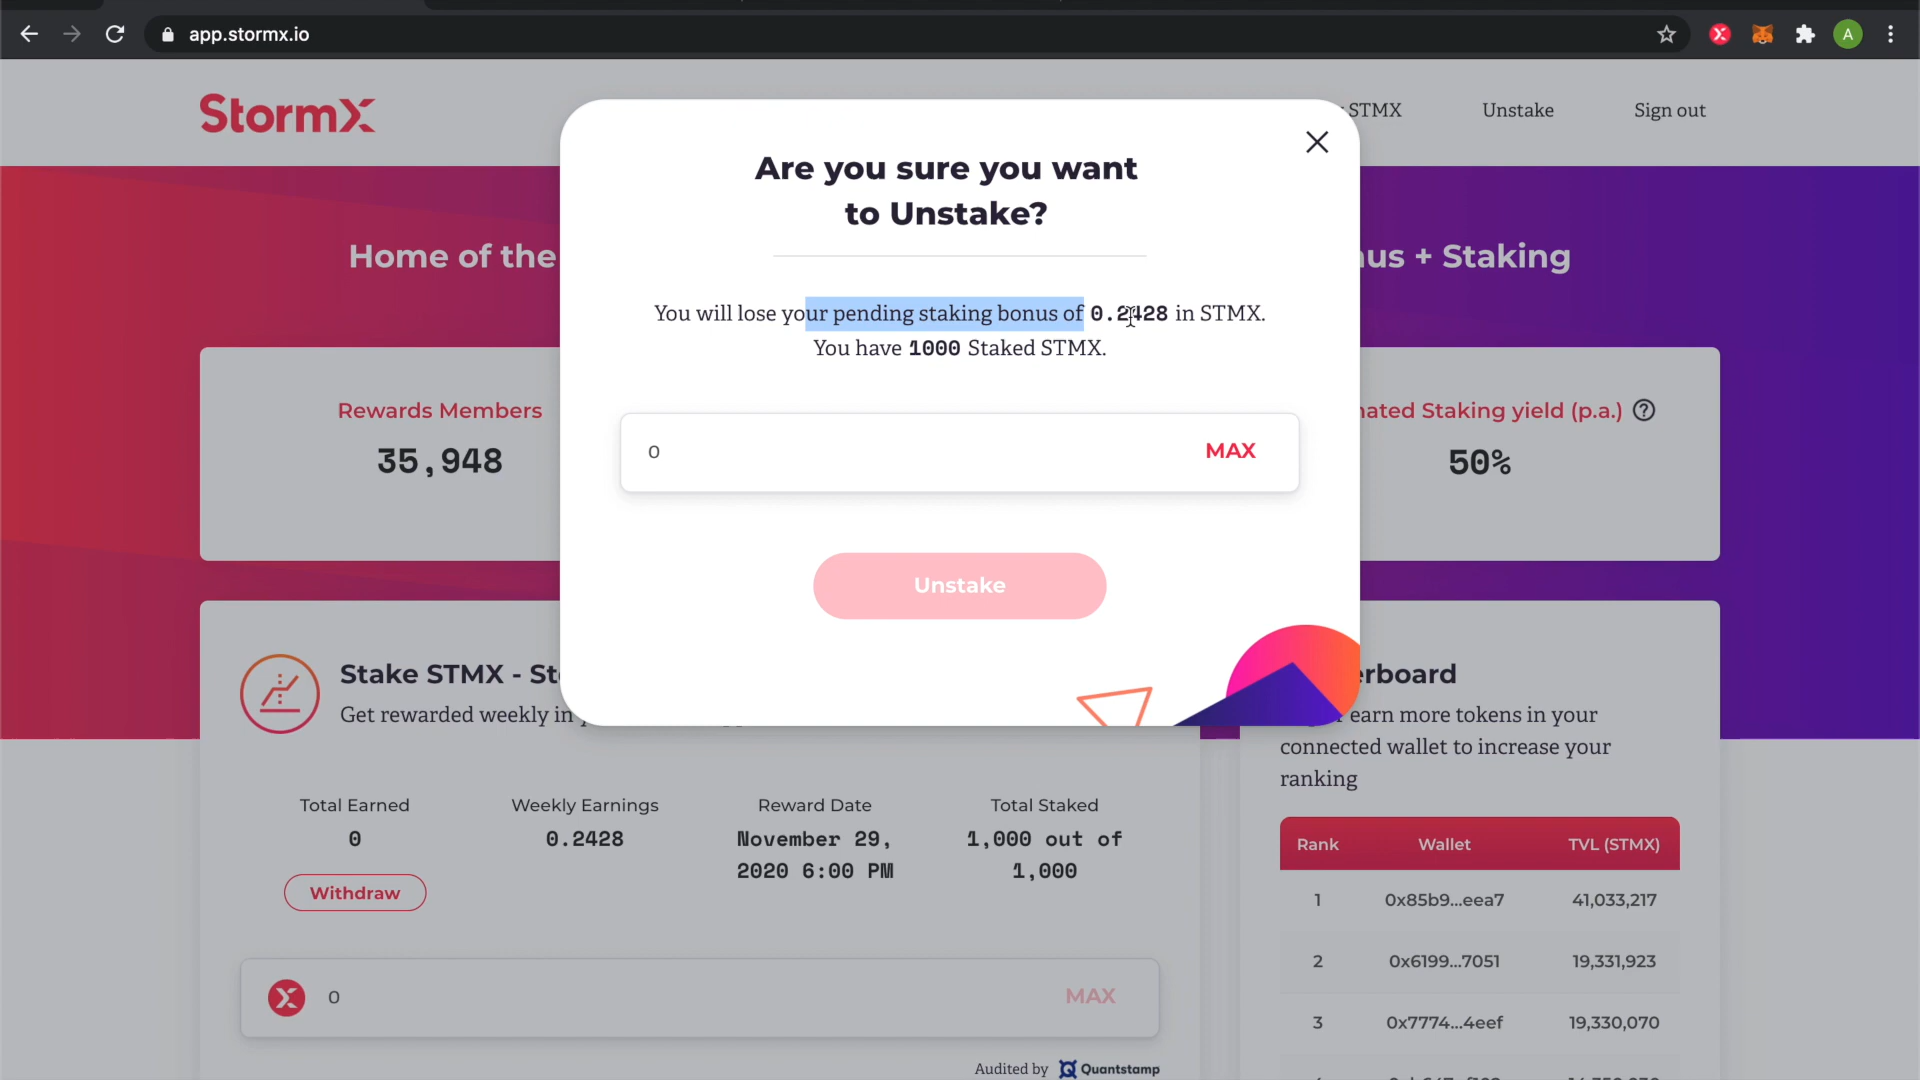 app.stormx.io
A
StormX
STMX
Unstake
Sign out
Are you sure you want
to Unstake?
Home of the
us + Staking
You will lose your pending staking bonus of 0.2428 in STMX.
You have 1000 Staked STMX.
Rewards Members
35,948
0
MAX
ated Staking yield (p.a.) ?
50%
Unstake
Stake STMX - St
Get rewarded weekly in
rboard
earn more tokens in your
connected wallet to increase your
ranking
Total Earned
0
Withdraw
Weekly Earnings
0.2428
Reward Date
November 29,
2020 6:00 PM
Total Staked
1,000 out of
1,000
0
MAX
Audited by Quantstamp
Rank Wallet TVL (STMX)
1 0x85b9...eea7 41,033,217
2 0x6199...7051 19,331,923
3 0x7774...4eef 19,330,070